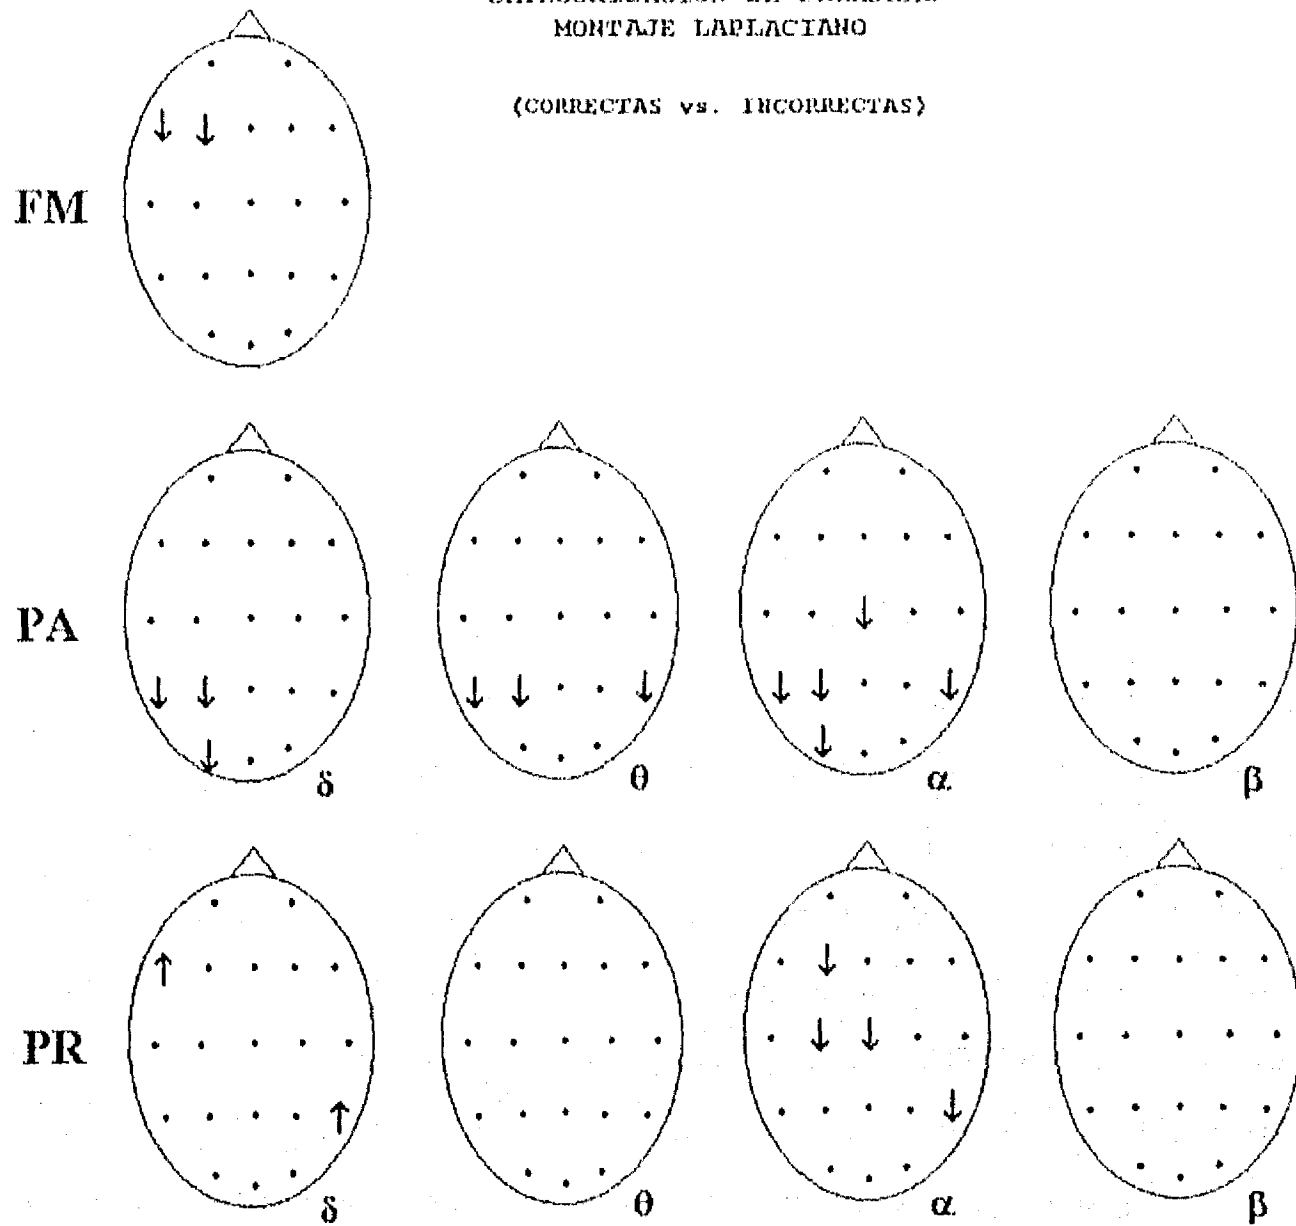 MONTAJE LAPLACIANO
(CORRECTAS vs. INCORRECTAS)
FM
PA
δ θ α β
PR
δ θ α β